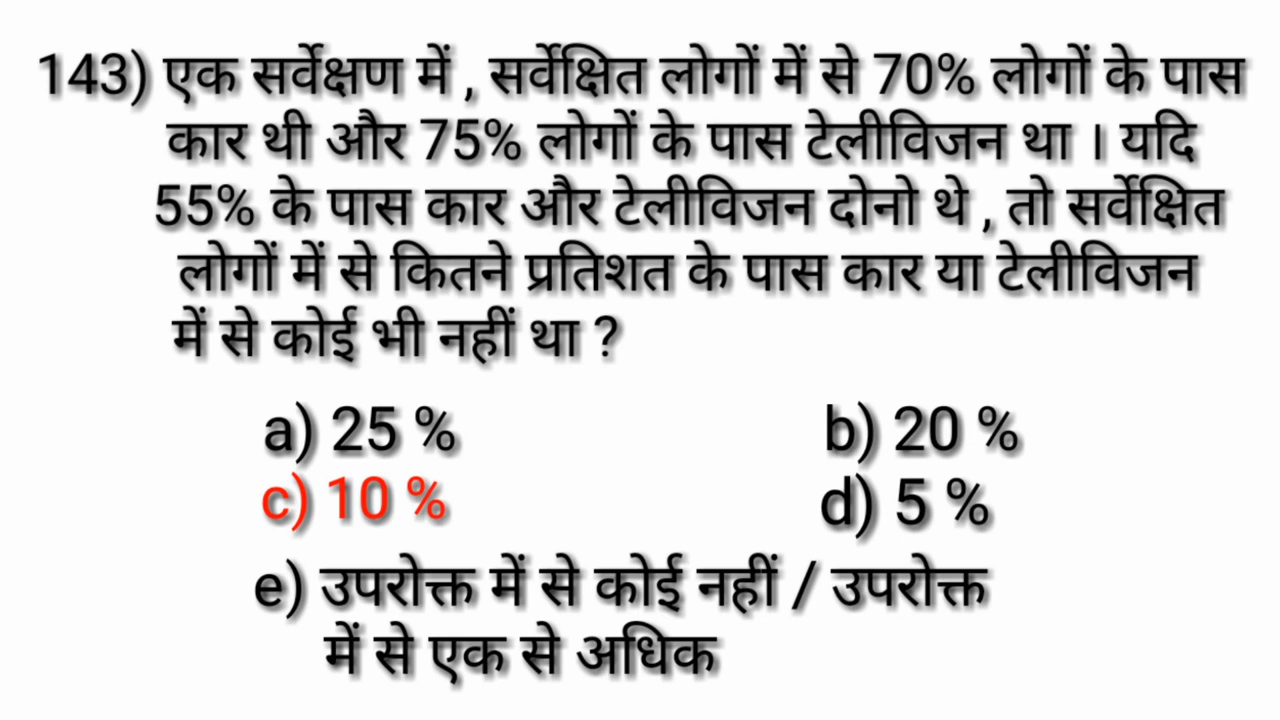 143) एक सर्वेक्षण में , सर्वेक्षित लोगों में से 70% लोगों के पास
कार थी और 75% लोगों के पास टेलीविजन था । यदि
55% के पास कार और टेलीविजन दोनो थे , तो सर्वेक्षित
लोगों में से कितने प्रतिशत के पास कार या टेलीविजन
में से कोई भी नहीं था ?
a) 25 % b) 20 %
c) 10 % d) 5 %
e) उपरोक्त में से कोई नहीं / उपरोक्त
में से एक से अधिक